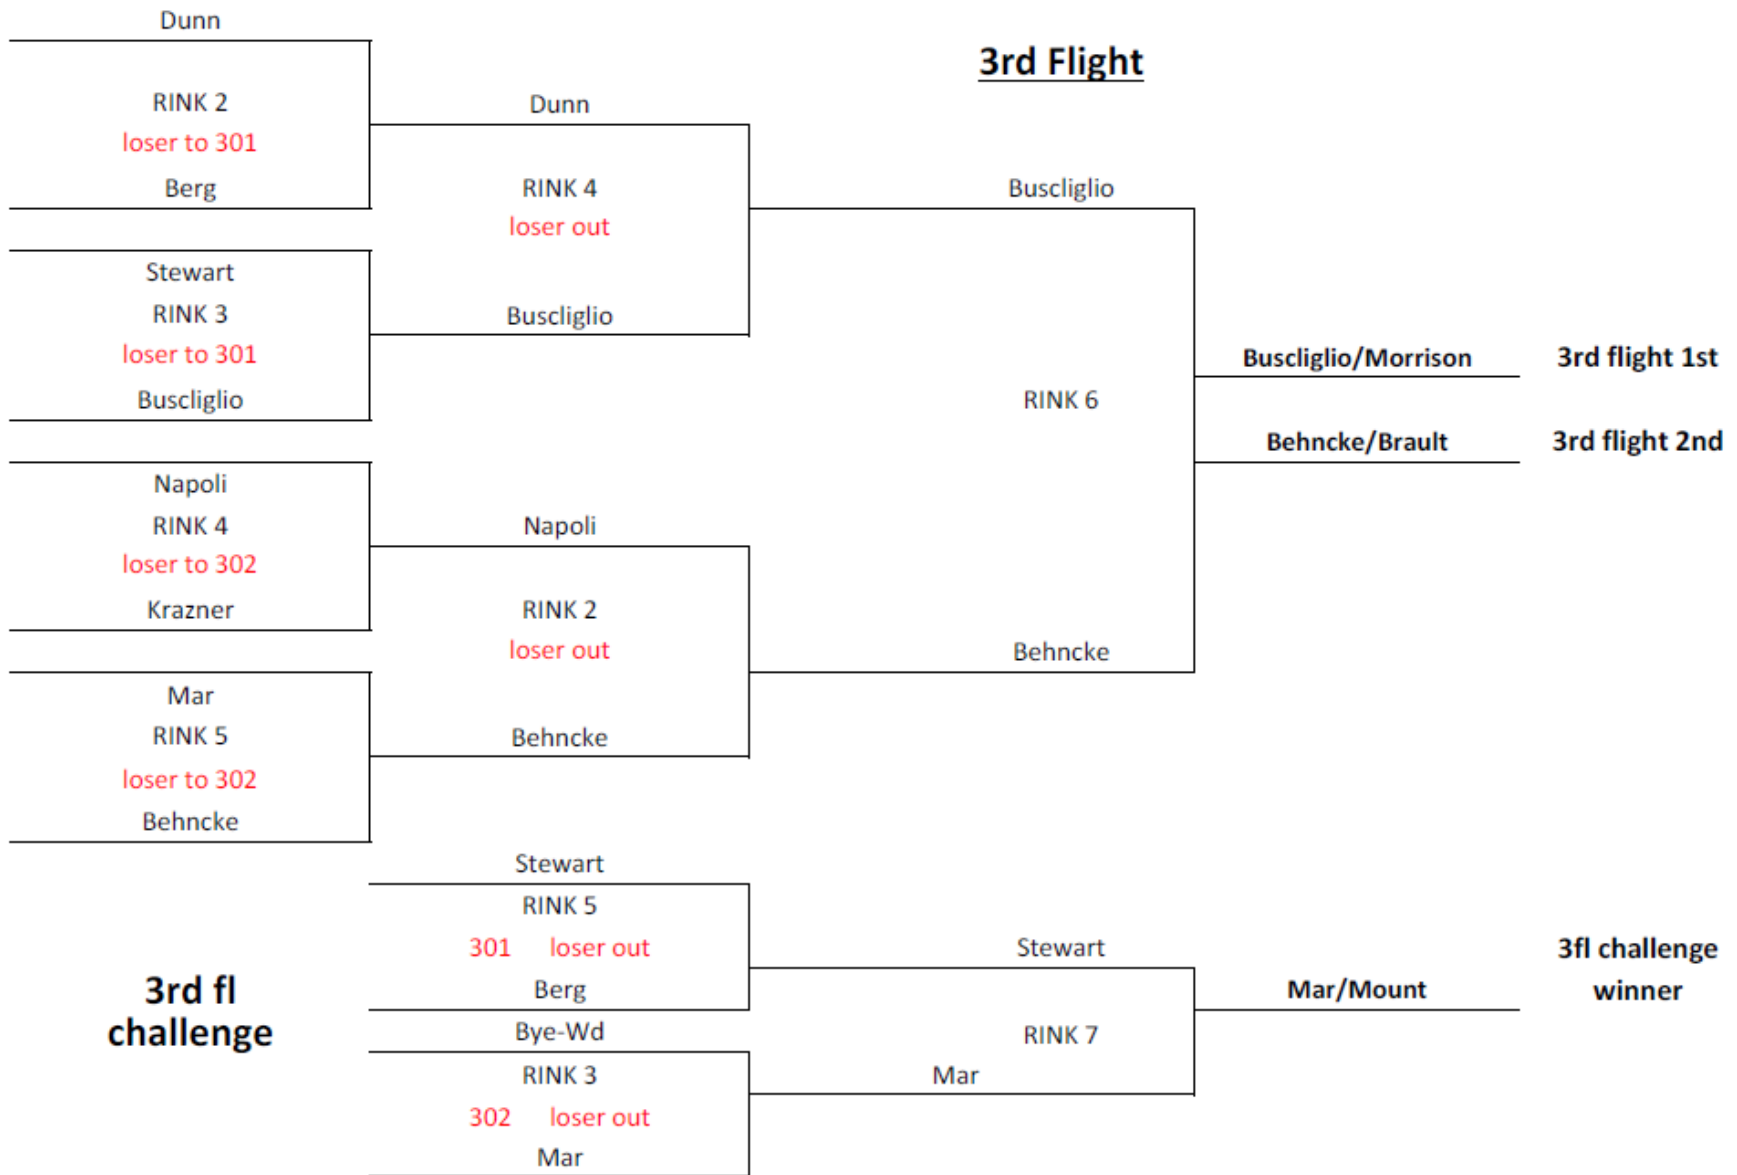 Dunn
3rd Flight
RINK 2
Dunn
loser to 301
Berg
RINK 4
Buscliglio
loser out
Stewart
RINK 3
Buscliglio
loser to 301
Buscliglio/Morrison
3rd flight 1st
Buscliglio
RINK 6
Behncke/Brault
3rd flight 2nd
Napoli
RINK 4
Napoli
loser to 302
Krazner
RINK 2
loser out
Behncke
Mar
RINK 5
Behncke
loser to 302
Behncke
Stewart
RINK 5
301 loser out
Stewart
3fl challenge
winner
3rd fl
challenge
Berg
Mar/Mount
Bye-Wd
RINK 7
RINK 3
Mar
302 loser out
Mar